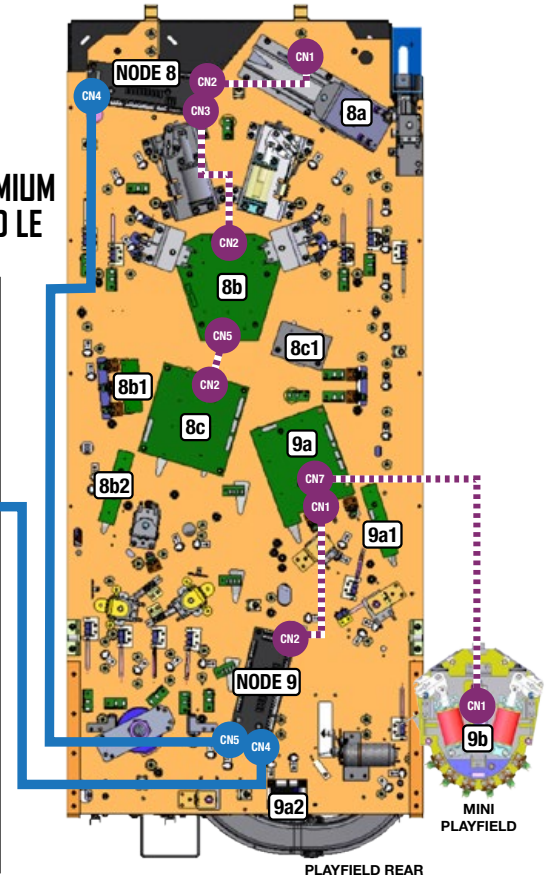 CN1
NODE 8
CN2
CN4
CN3
8a
MIUM
D LE
CN2
8b
CN5
8c1
CN2
8b1
8c
9a
CN7
8b2
CN1
9a1
CN2
NODE 9
CN1
CN5
CN4
9b
9a2
MINI
PLAYFIELD
PLAYFIELD REAR